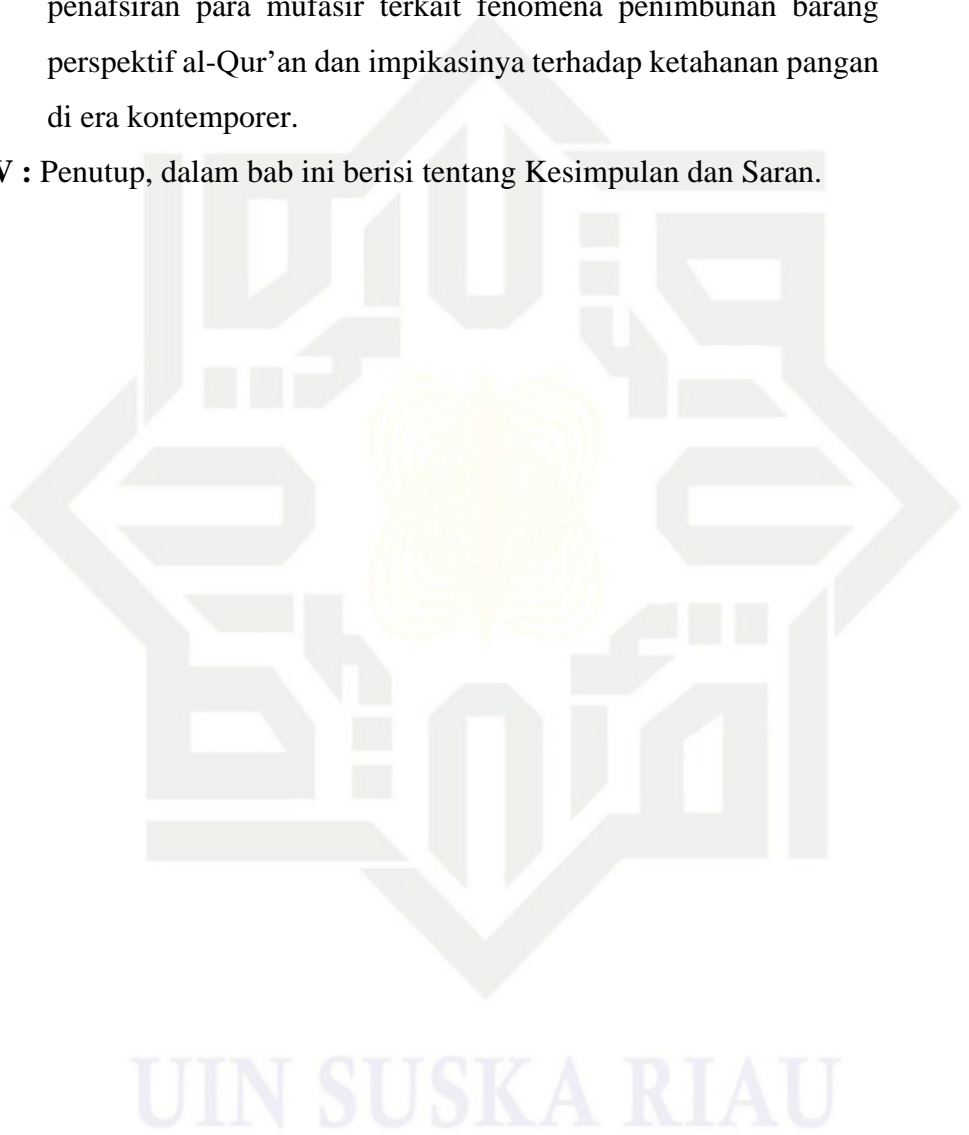 penafsiran para mufasir terkait fenomena penimbunan barang
perspektif al-Qur’an dan impikasinya terhadap ketahanan pangan
di era kontemporer.
V : Penutup, dalam bab ini berisi tentang Kesimpulan dan Saran.
UIN SUSKA RIAU